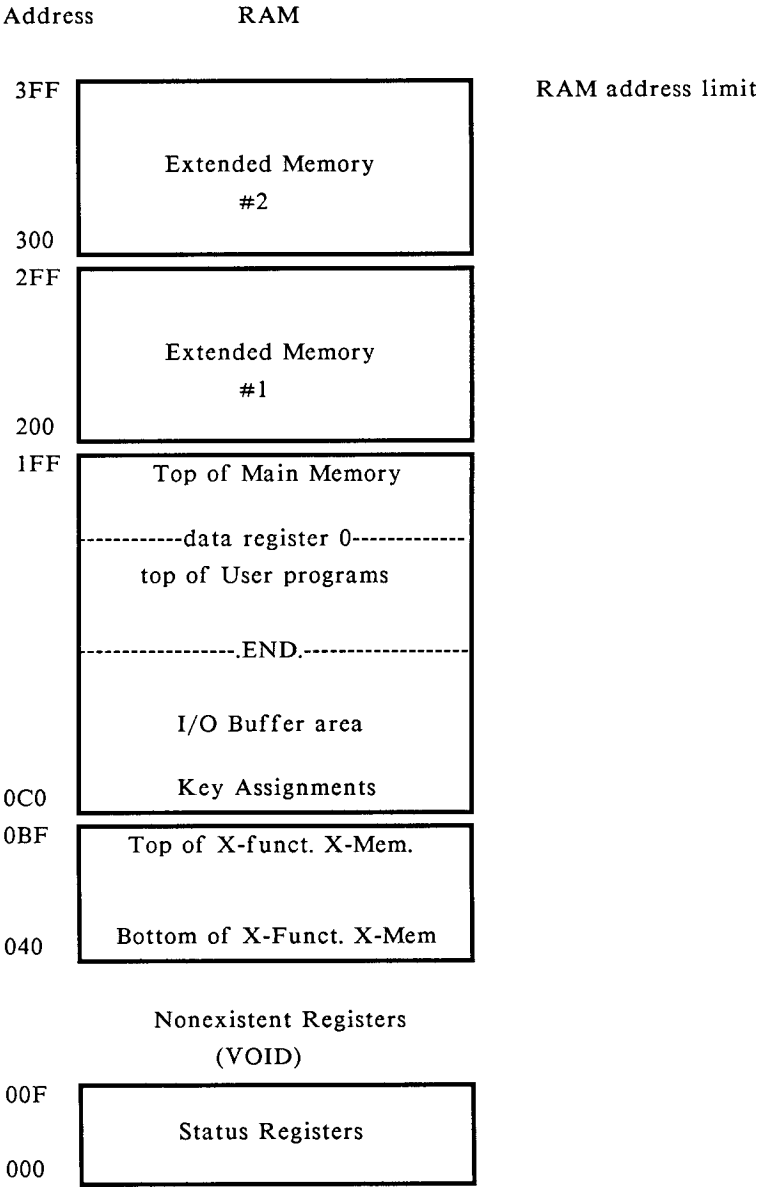 Address RAM
3FF RAM address limit
Extended Memory
#2
300
2FF
Extended Memory
#1
200
1FF Top of Main Memory
------------data register 0-------------
top of User programs
-----------------.END.------------------
I/O Buffer area
Key Assignments
0C0
0BF Top of X-funct. X-Mem.
040 Bottom of X-Funct. X-Mem
Nonexistent Registers
(VOID)
00F
Status Registers
000